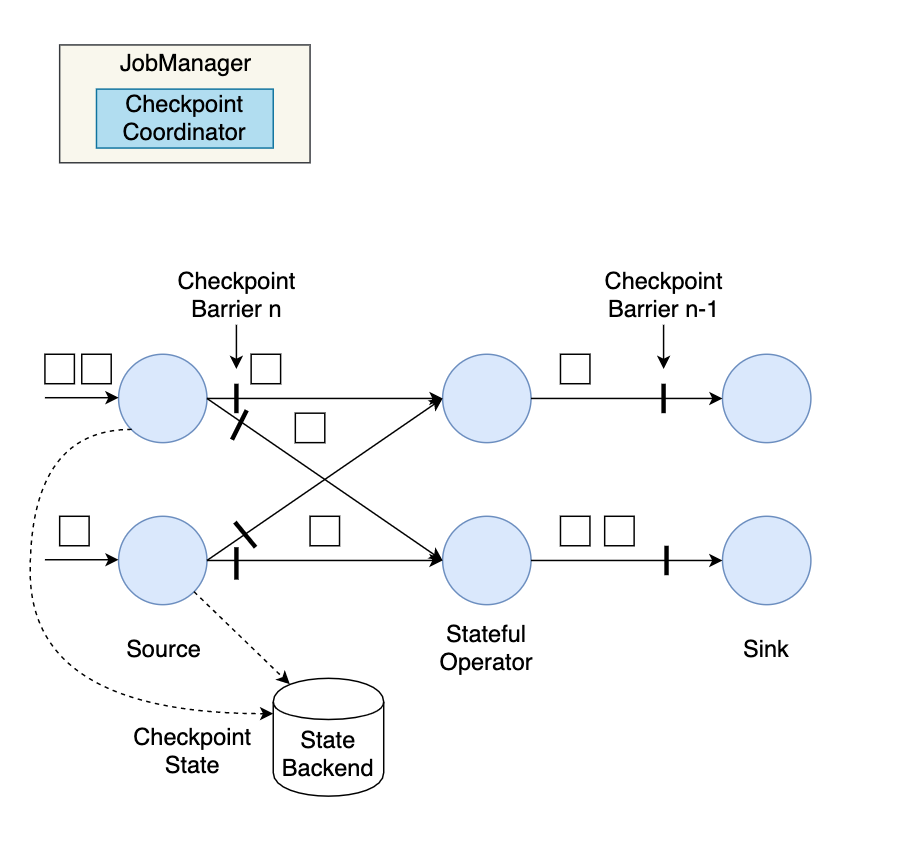 JobManager
Checkpoint
Coordinator
Checkpoint
Barrier n
Checkpoint
Barrier n-1
Source
Stateful
Operator
Sink
Checkpoint
State
State
Backend